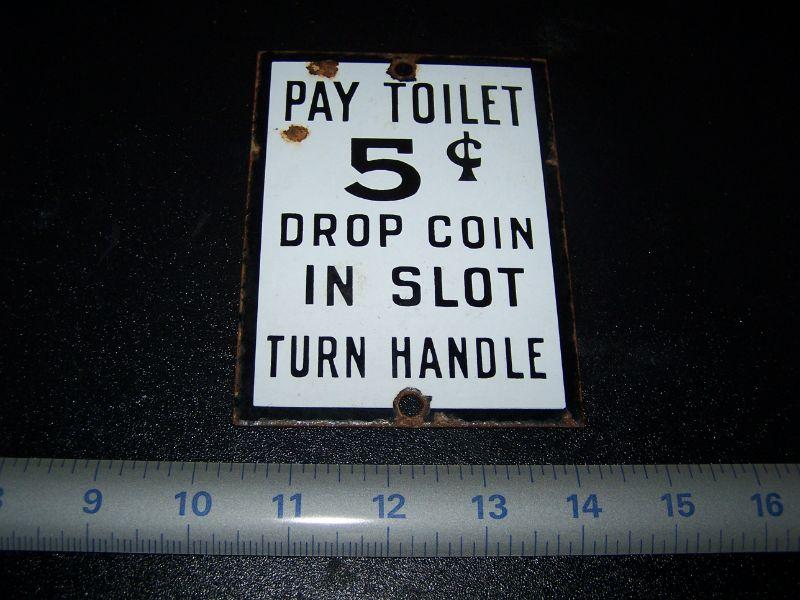 PAY TOILET
5¢
DROP COIN
IN SLOT
TURN HANDLE
9 10 11 12 13 14 15 16